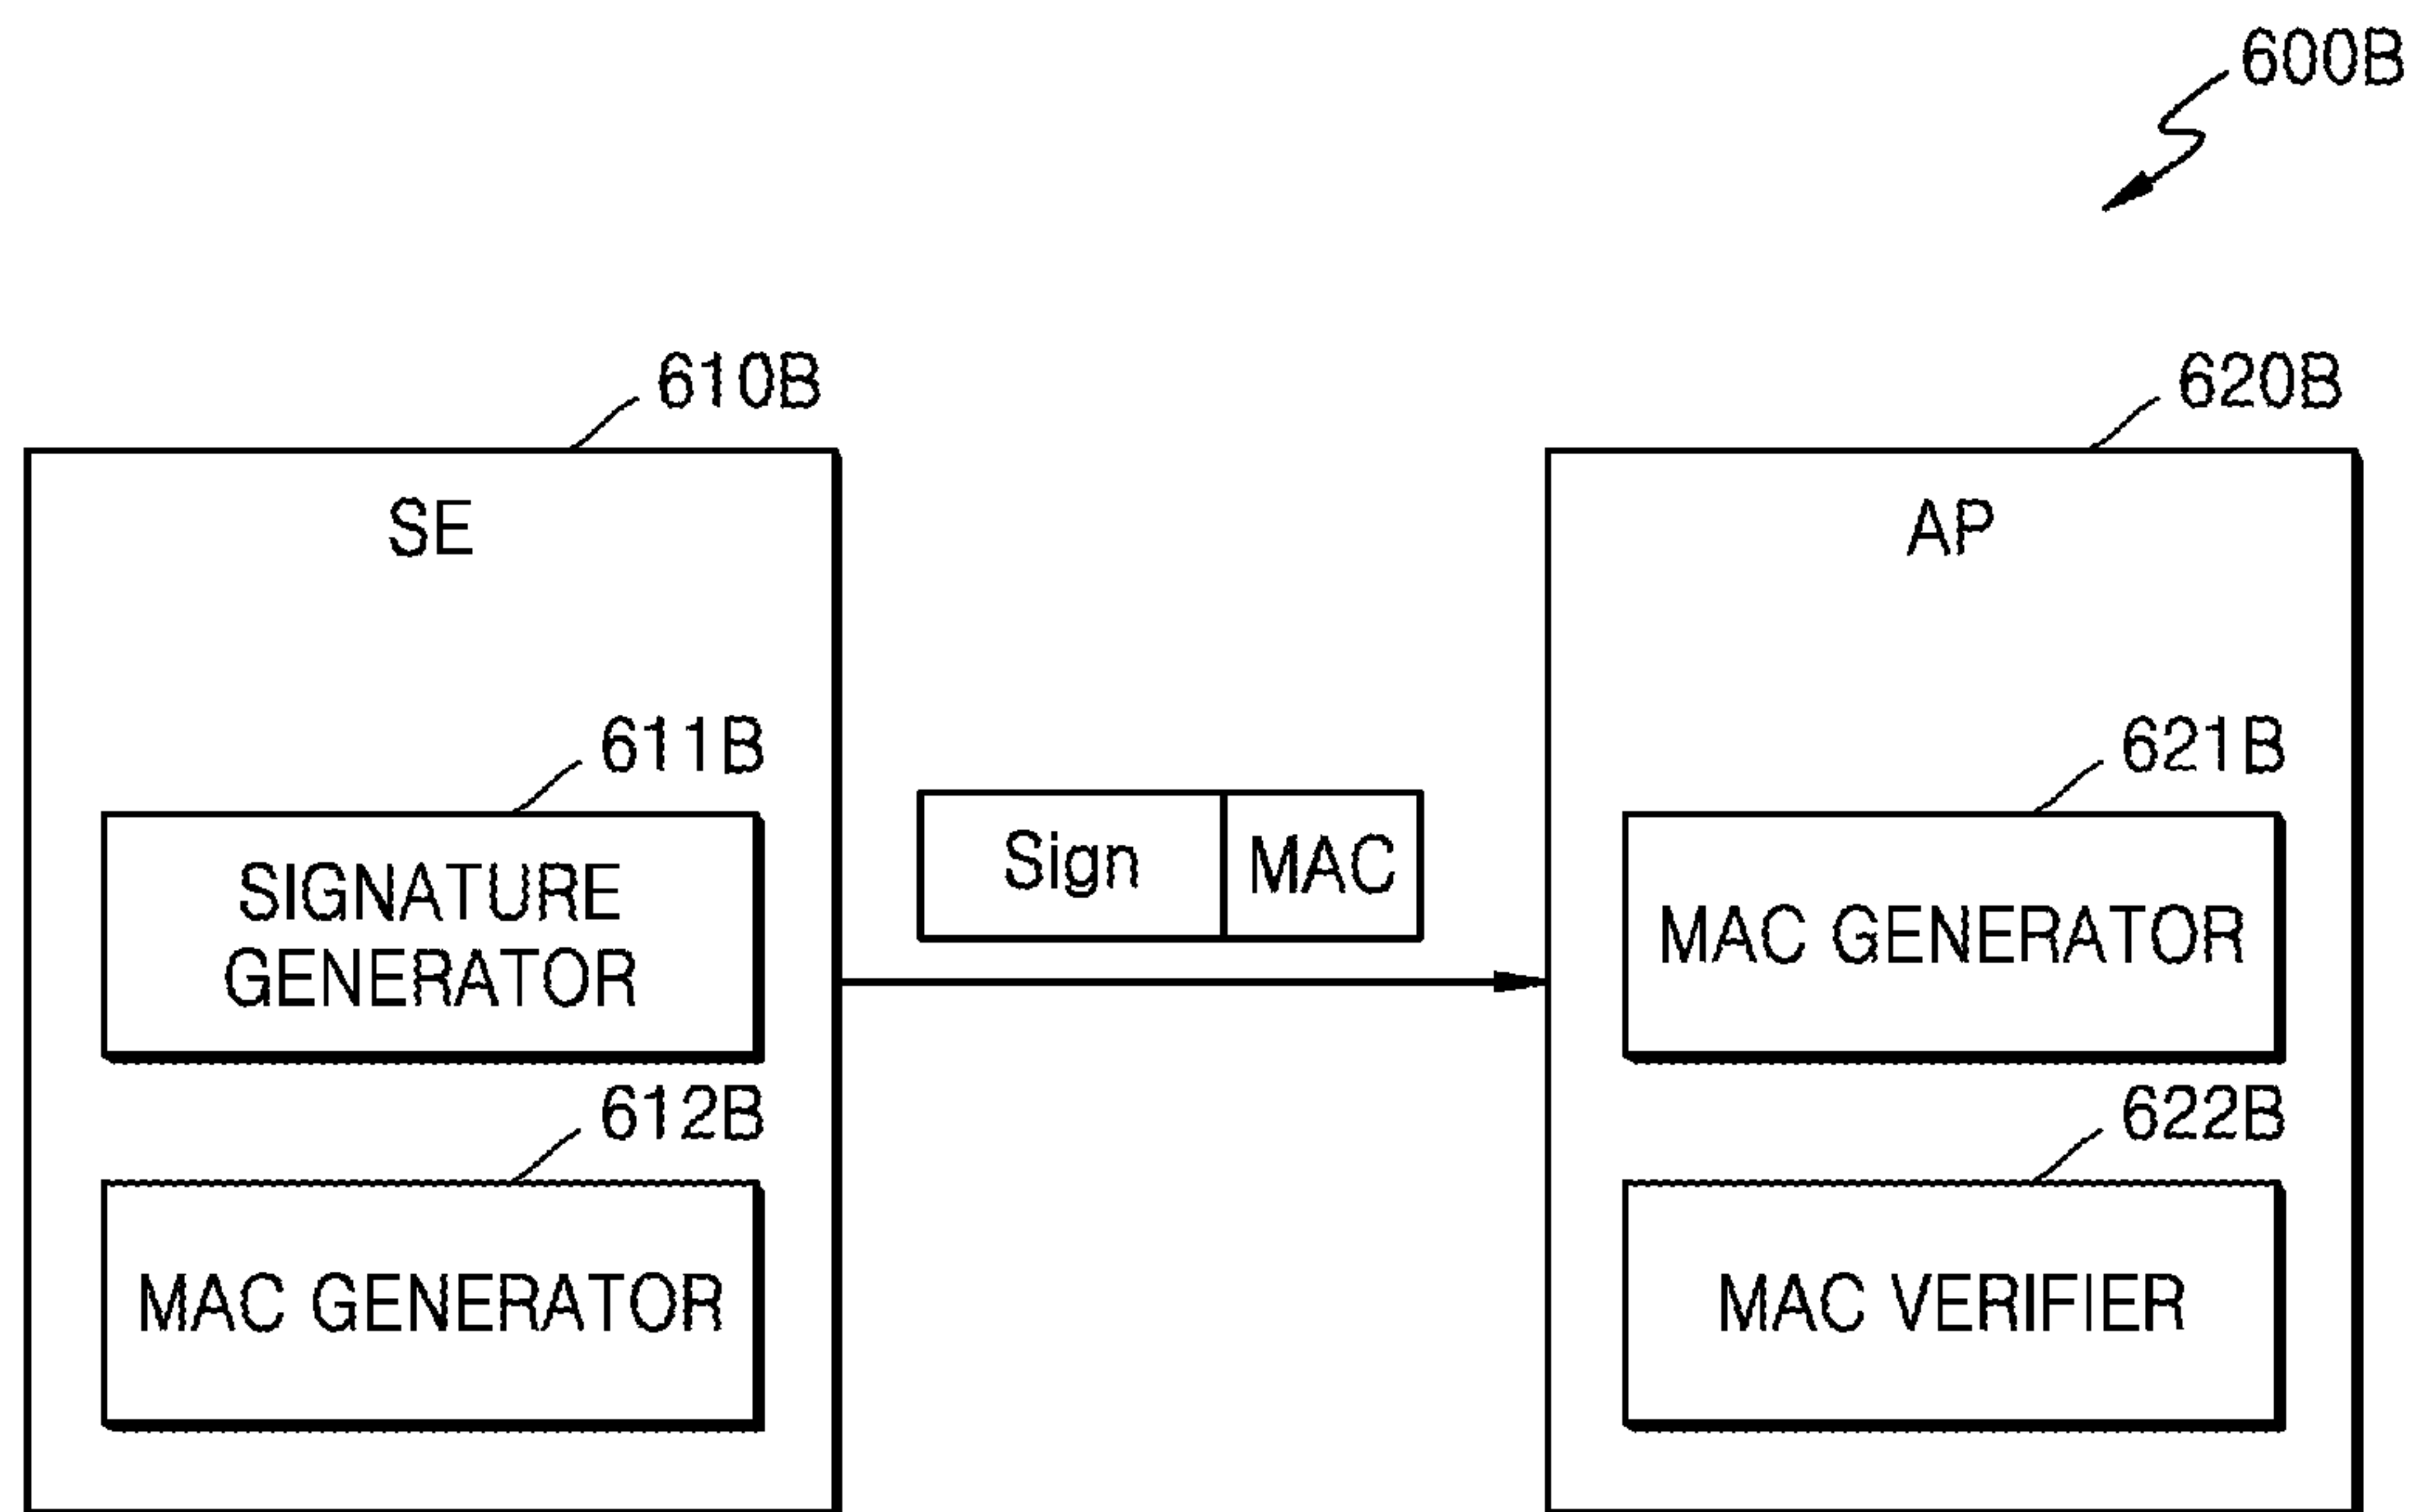 600B
610B
620B
SE
AP
611B
621B
SIGNATURE
GENERATOR
Sign
MAC
MAC GENERATOR
612B
622B
MAC GENERATOR
MAC VERIFIER